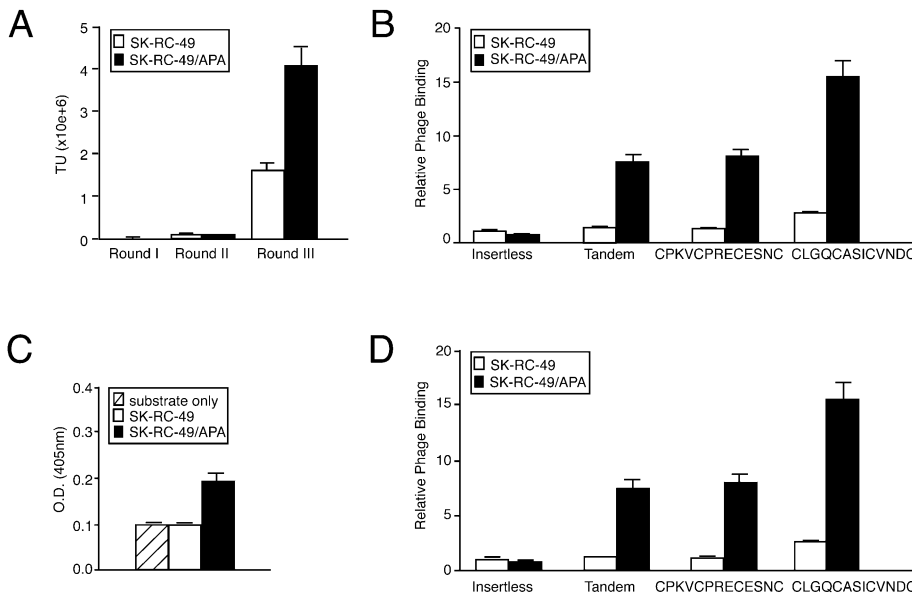 A
5
4
3
2
1
0
TU (x10e+6)
SK-RC-49
SK-RC-49/APA
Round I Round II Round III
B
20
15
10
5
0
Relative Phage Binding
SK-RC-49
SK-RC-49/APA
Insertless Tandem CPKVCPRECESNC CLGQCASICVNDC
C
0.4
0.3
0.2
0.1
0.0
O.D. (405nm)
substrate only
SK-RC-49
SK-RC-49/APA
D
20
15
10
5
0
Relative Phage Binding
SK-RC-49
SK-RC-49/APA
Insertless Tandem CPKVCPRECESNC CLGQCASICVNDC